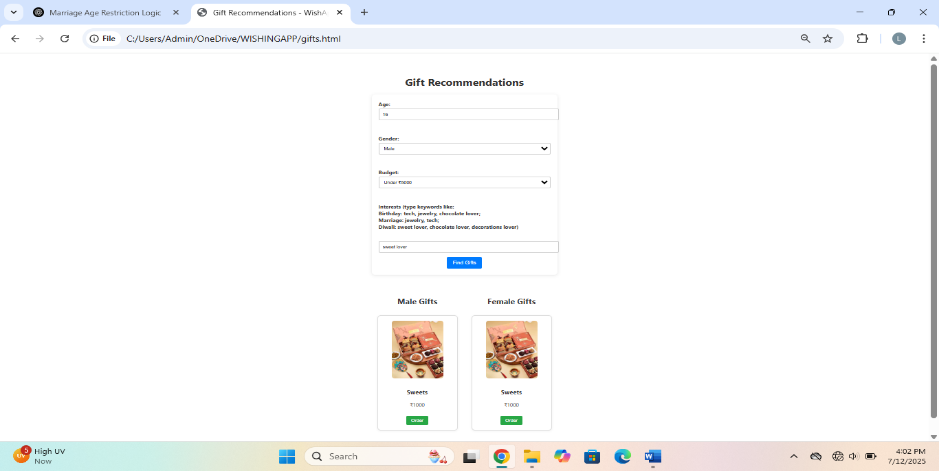 Marriage Age Restriction Logic
Gift Recommendations - WishA
File
C:/Users/Admin/OneDrive/WISHINGAPP/gifts.html
L
Gift Recommendations
Age:
Gender:
Male
Budget:
Under ₹5000
Interests (type keywords like:
Birthday: tech, jewelry, chocolate lover;
Marriage: jewelry, tech;
Diwali: sweet lover, chocolate lover, decorations lover)
sweet lover
Find Gifts
Male Gifts
Female Gifts
Sweets
Sweets
₹1000
₹1000
Order
Order
5
High UV
Now
Search
4:02 PM
7/12/2025